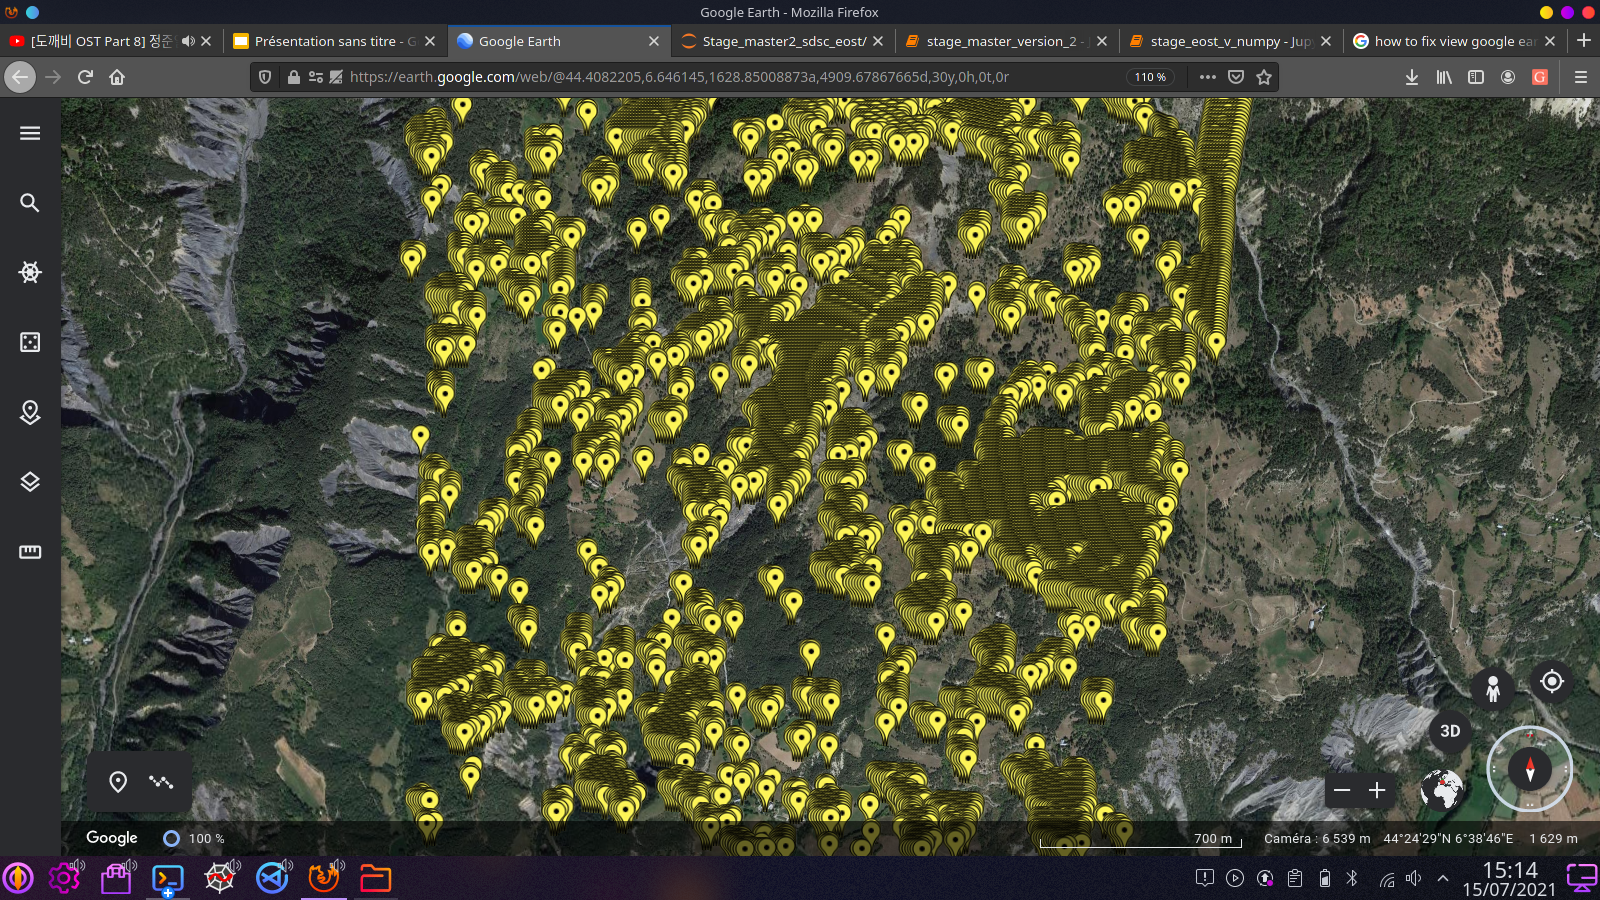 Google Earth - Mozilla Firefox
[도깨비 OST Part 8] 정준
Présentation sans titre - G
Google Earth
Stage_master2_sdsc_eost/
stage_master_version_2 - J
stage_eost_v_numpy - Jup
how to fix view google ear
https://earth.google.com/web/@44.4082205,6.646145,1628.85008873a,4909.67867665d,30y,0h,0t,0r
110 %
G
3D
Google
100 %
700 m
Caméra : 6 539 m
44°24'29"N 6°38'46"E
1 629 m
15:14
15/07/2021